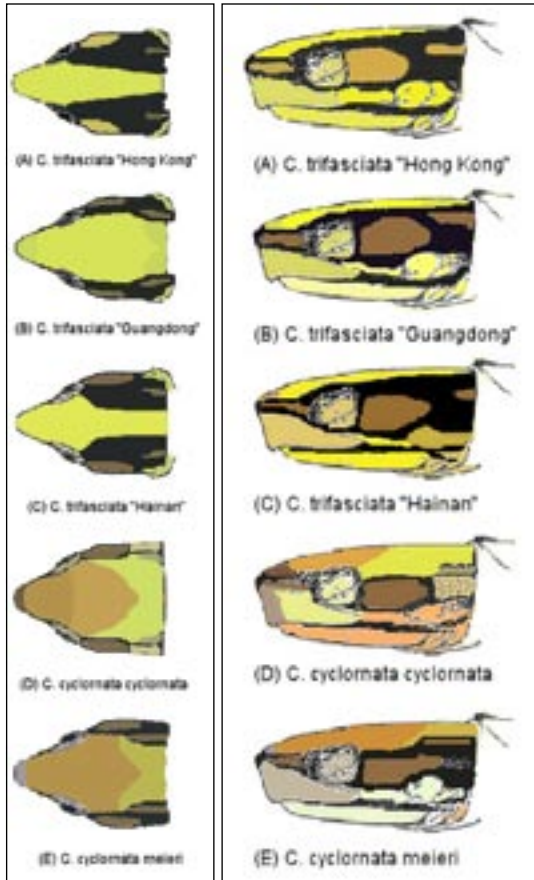 (A) C. trifasciata "Hong Kong"
(B) C. trifasciata "Guangdong"
(C) C. trifasciata "Hainan"
(D) C. cyclornata cyclornata
(E) C. cyclornata meieri
(A) C. trifasciata "Hong Kong"
(B) C. trifasciata "Guangdong"
(C) C. trifasciata "Hainan"
(D) C. cyclornata cyclornata
(E) C. cyclornata meieri